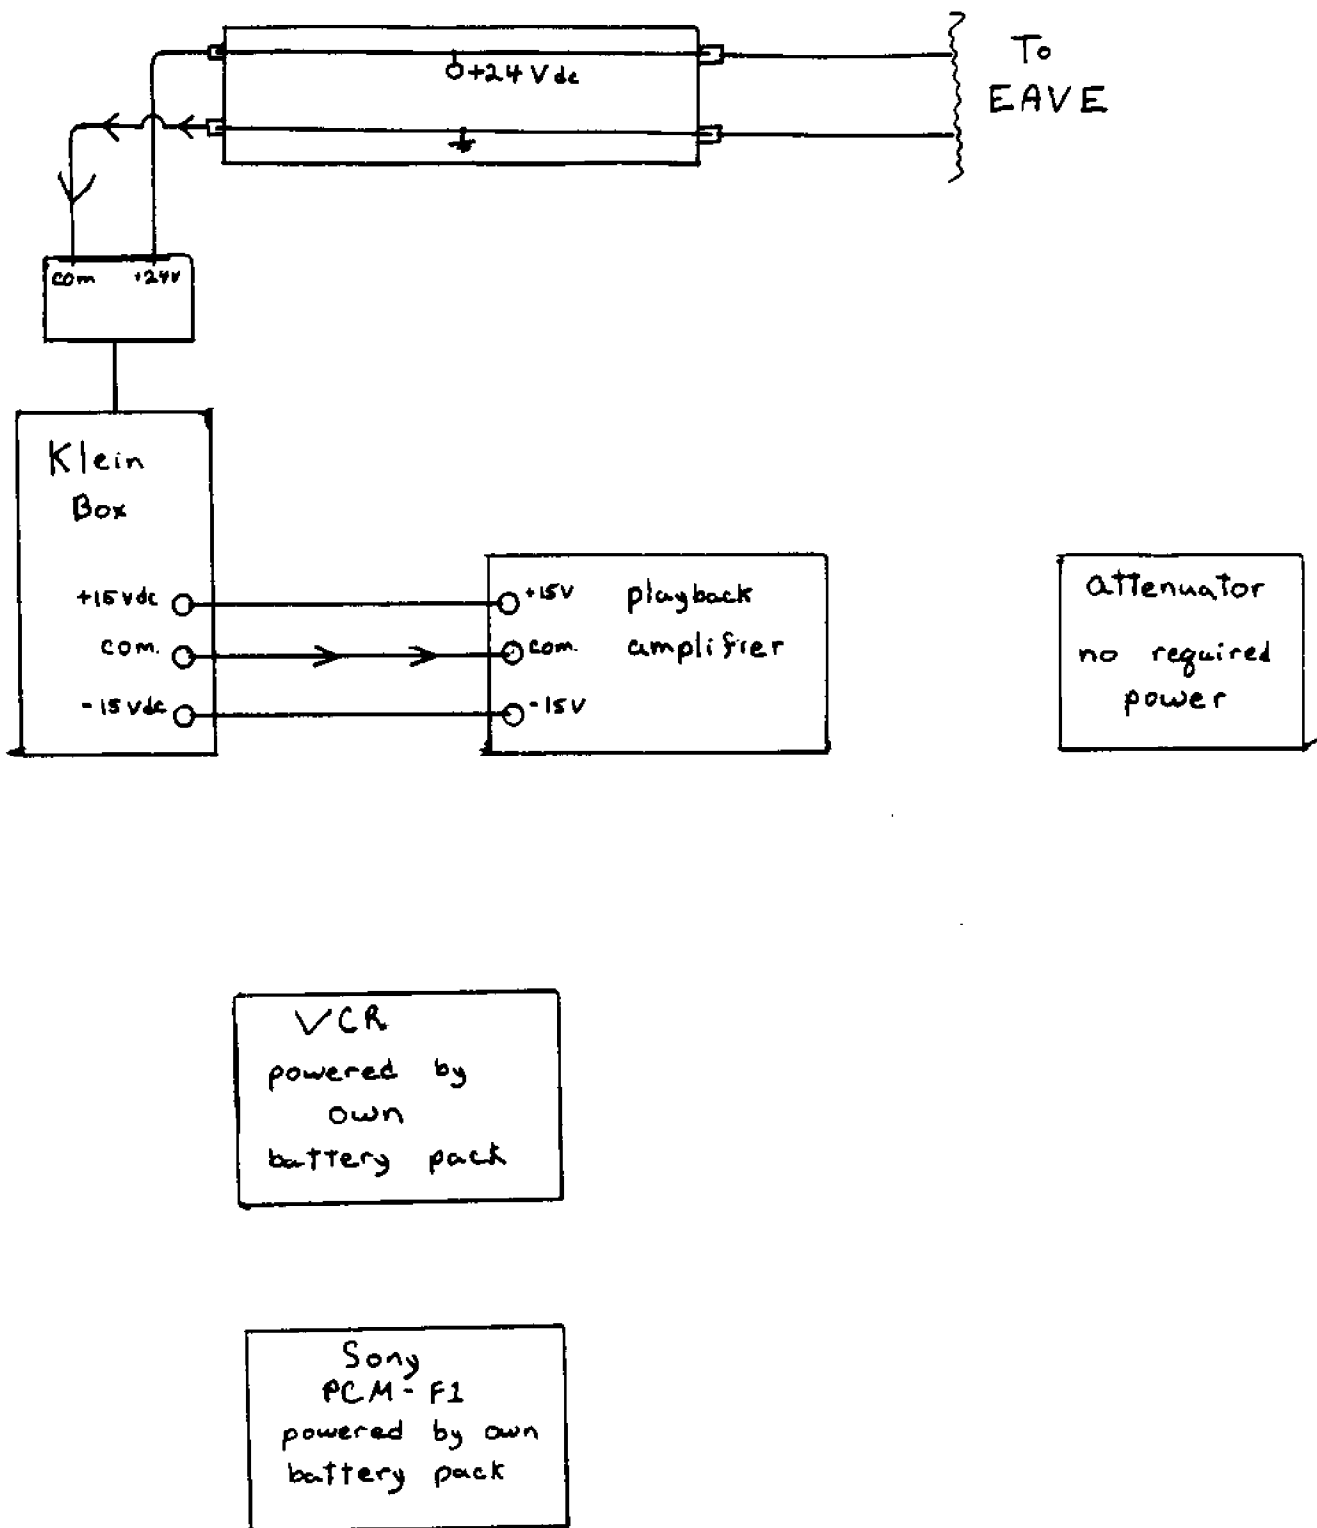 +24 Vdc
To
EAVE
com +24V
Klein
Box
+15 vdc
com.
-15 vdc
+15V
com.
-15V
playback
amplifier
attenuator
no required
power
VCR
powered by
own
battery pack
Sony
PCM-F1
powered by own
battery pack